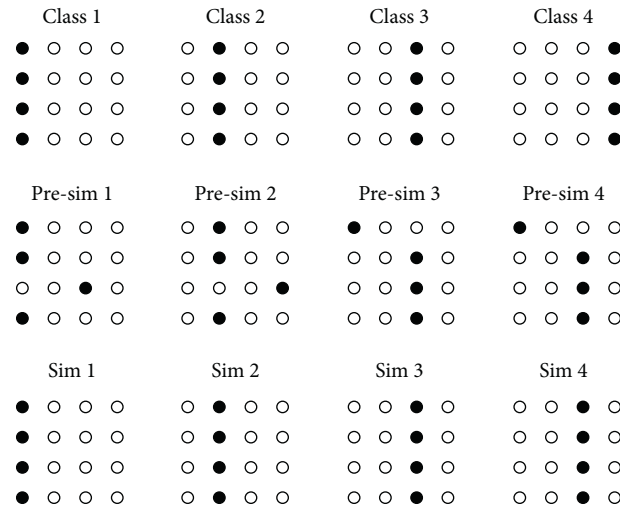 Class 1 Class 2 Class 3 Class 4
Pre-sim 1 Pre-sim 2 Pre-sim 3 Pre-sim 4
Sim 1 Sim 2 Sim 3 Sim 4